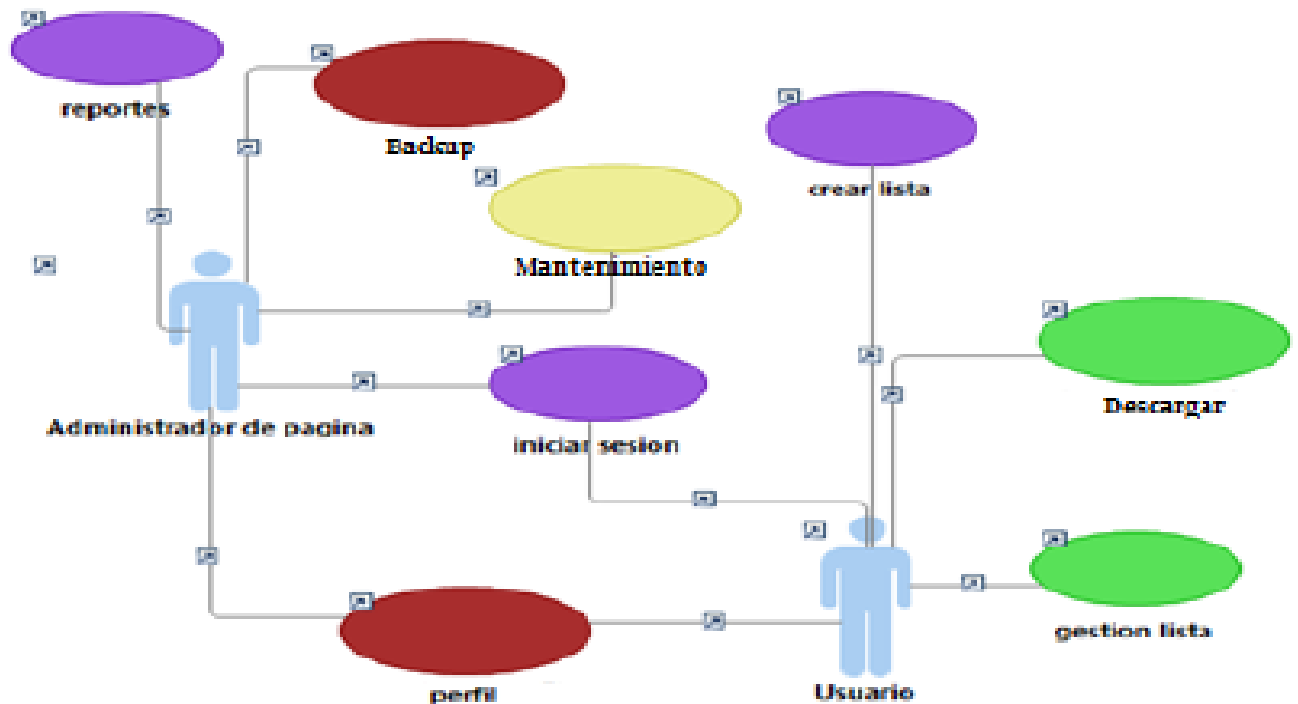 reportes
Backup
crear lista
Mantenimiento
Descargar
Administrador de pagina
iniciar sesion
gestion lista
perfil
Usuario